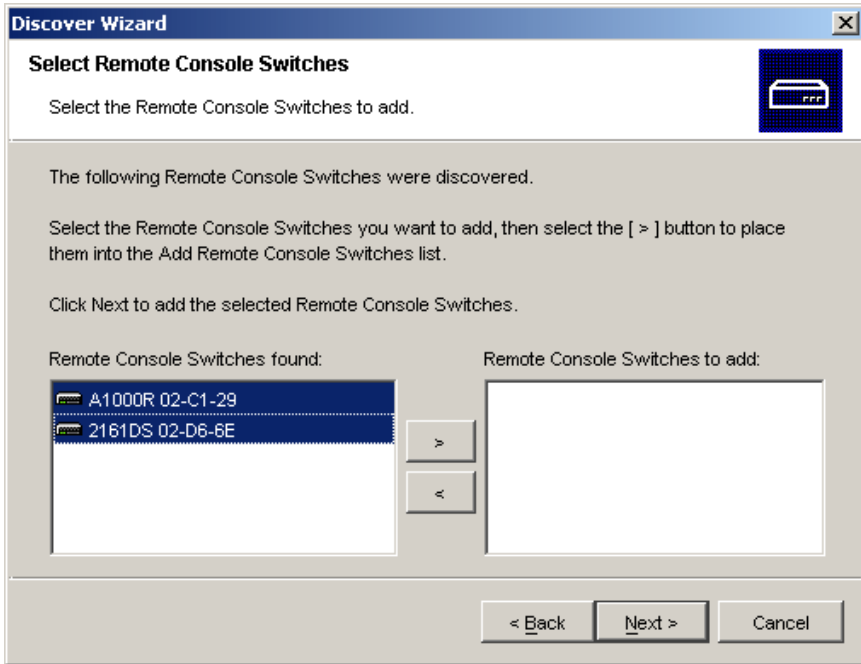 Discover Wizard
Select Remote Console Switches
Select the Remote Console Switches to add.
The following Remote Console Switches were discovered.
Select the Remote Console Switches you want to add, then select the [ > ] button to place
them into the Add Remote Console Switches list.
Click Next to add the selected Remote Console Switches.
Remote Console Switches found:
Remote Console Switches to add:
A1000R 02-C1-29
2161DS 02-D6-6E
>
<
< Back
Next >
Cancel